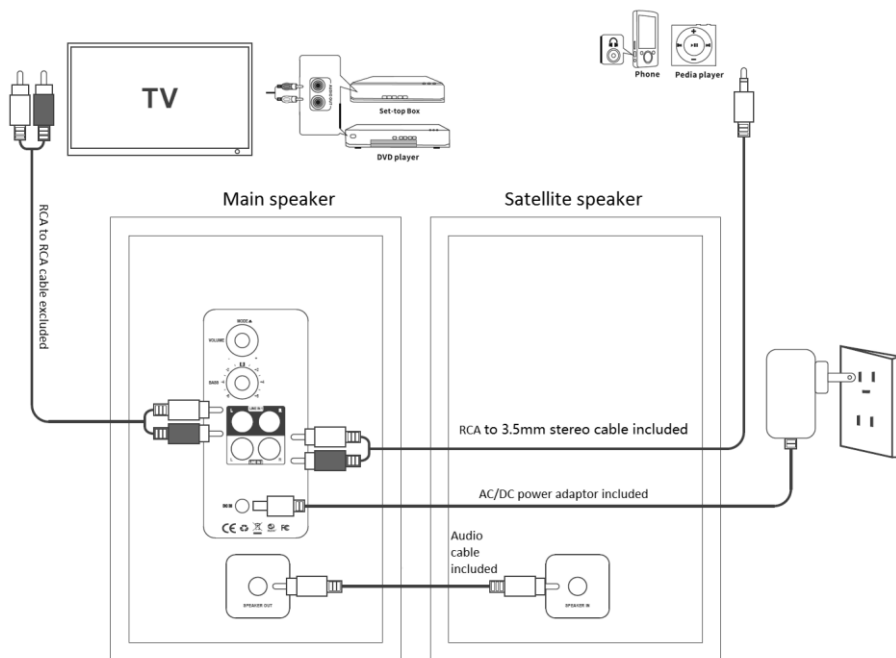 TV
Set-top Box
DVD player
Phone
Pedia player
Main speaker
Satellite speaker
RCA to RCA cable excluded
MODE
VOLUME
BASS
L
R
L
R
RCA to 3.5mm stereo cable included
AC/DC power adaptor included
CE
FC
Audio
cable
included
SPEAKER OUT
SPEAKER IN